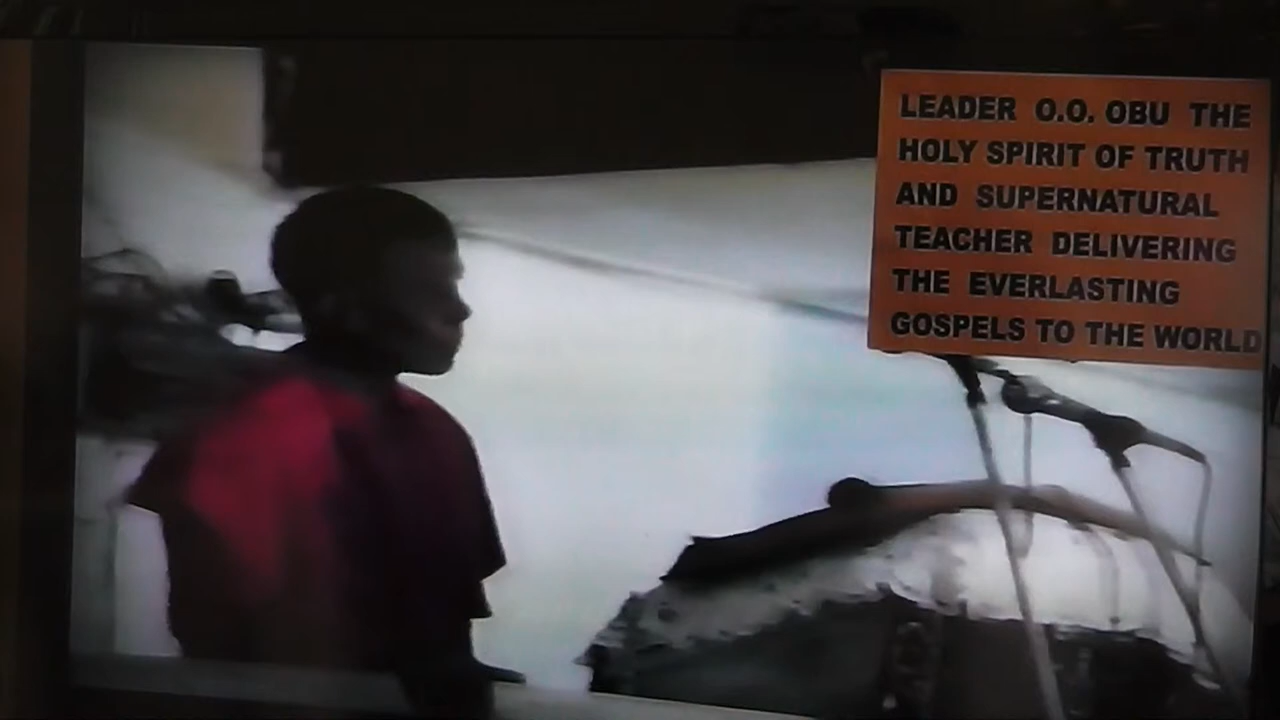 LEADER O.O. OBU THE
HOLY SPIRIT OF TRUTH
AND SUPERNATURAL
TEACHER DELIVERING
THE EVERLASTING
GOSPELS TO THE WORLD